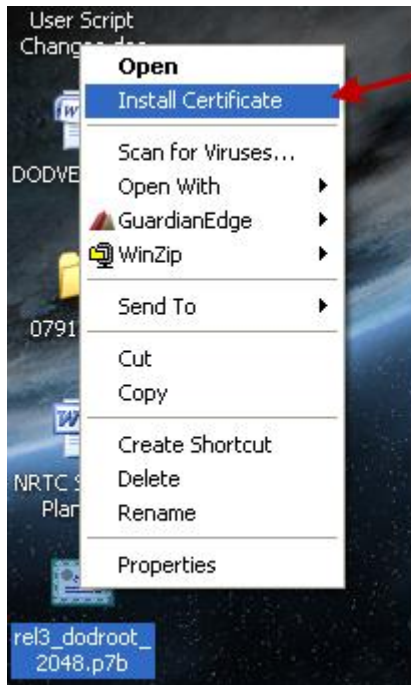 User Script
Open
Install Certificate
Scan for Viruses...
DODVE
Open With
GuardianEdge
WinZip
0791
Send To
Cut
Copy
Create Shortcut
NRTC
Delete
Rename
Properties
rel3_dodroot_
2048.p7b